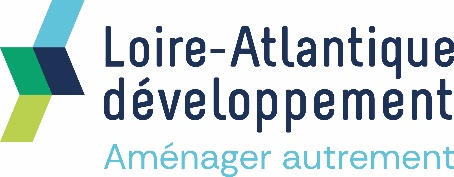 Loire-Atlantique
développement
Aménager autrement